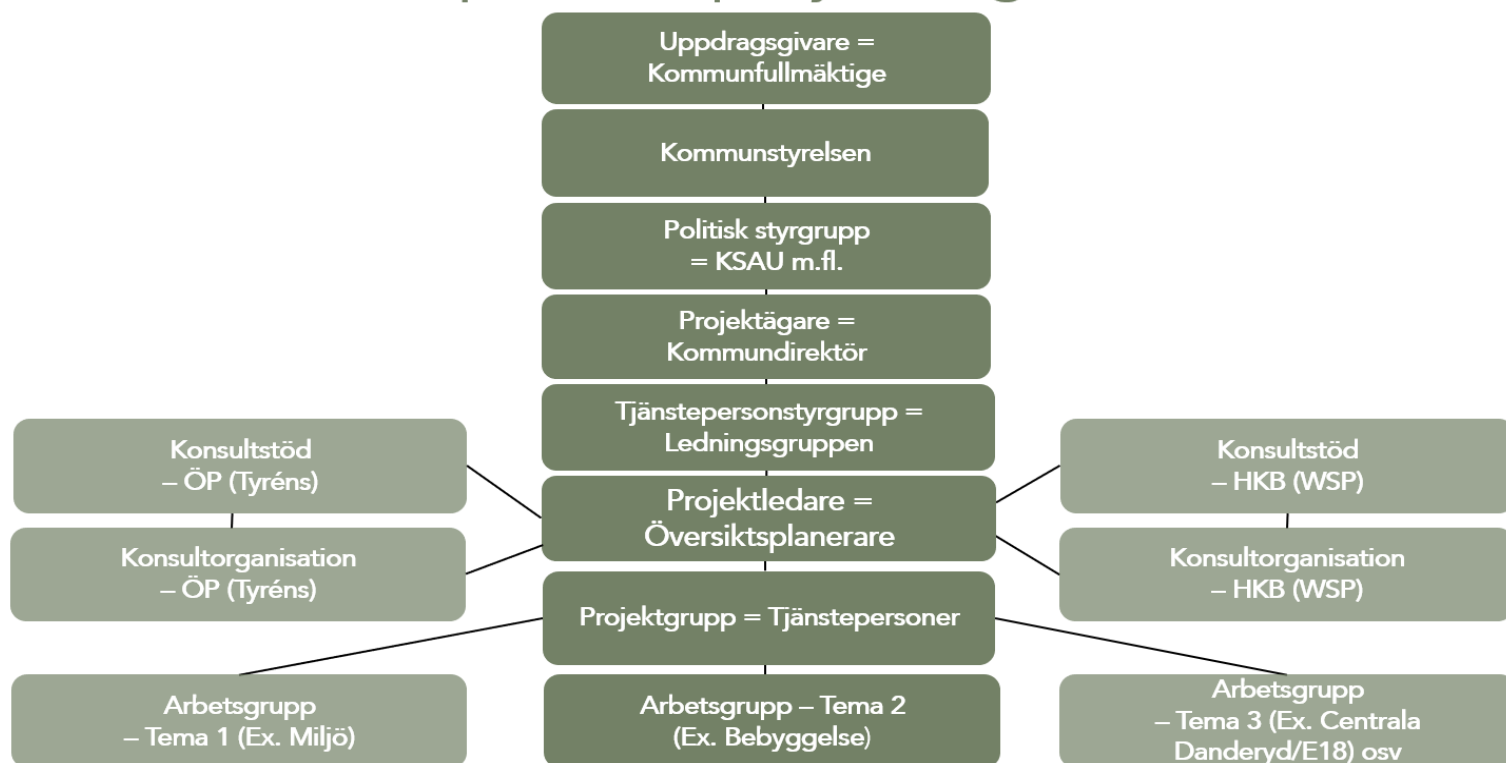 Uppdragsgivare =
Kommunfullmäktige
Kommunstyrelsen
Politisk styrgrupp
= KSAU m.fl.
Projektägare =
Kommundirektör
Tjänstepersonstyrgrupp =
Ledningsgruppen
Konsultstöd
– ÖP (Tyréns)
Konsultstöd
– HKB (WSP)
Projektledare =
Översiktsplanerare
Konsultorganisation
– ÖP (Tyréns)
Konsultorganisation
– HKB (WSP)
Projektgrupp = Tjänstepersoner
Arbetsgrupp
– Tema 1 (Ex. Miljö)
Arbetsgrupp – Tema 2
(Ex. Bebyggelse)
Arbetsgrupp
– Tema 3 (Ex. Centrala
Danderyd/E18) osv